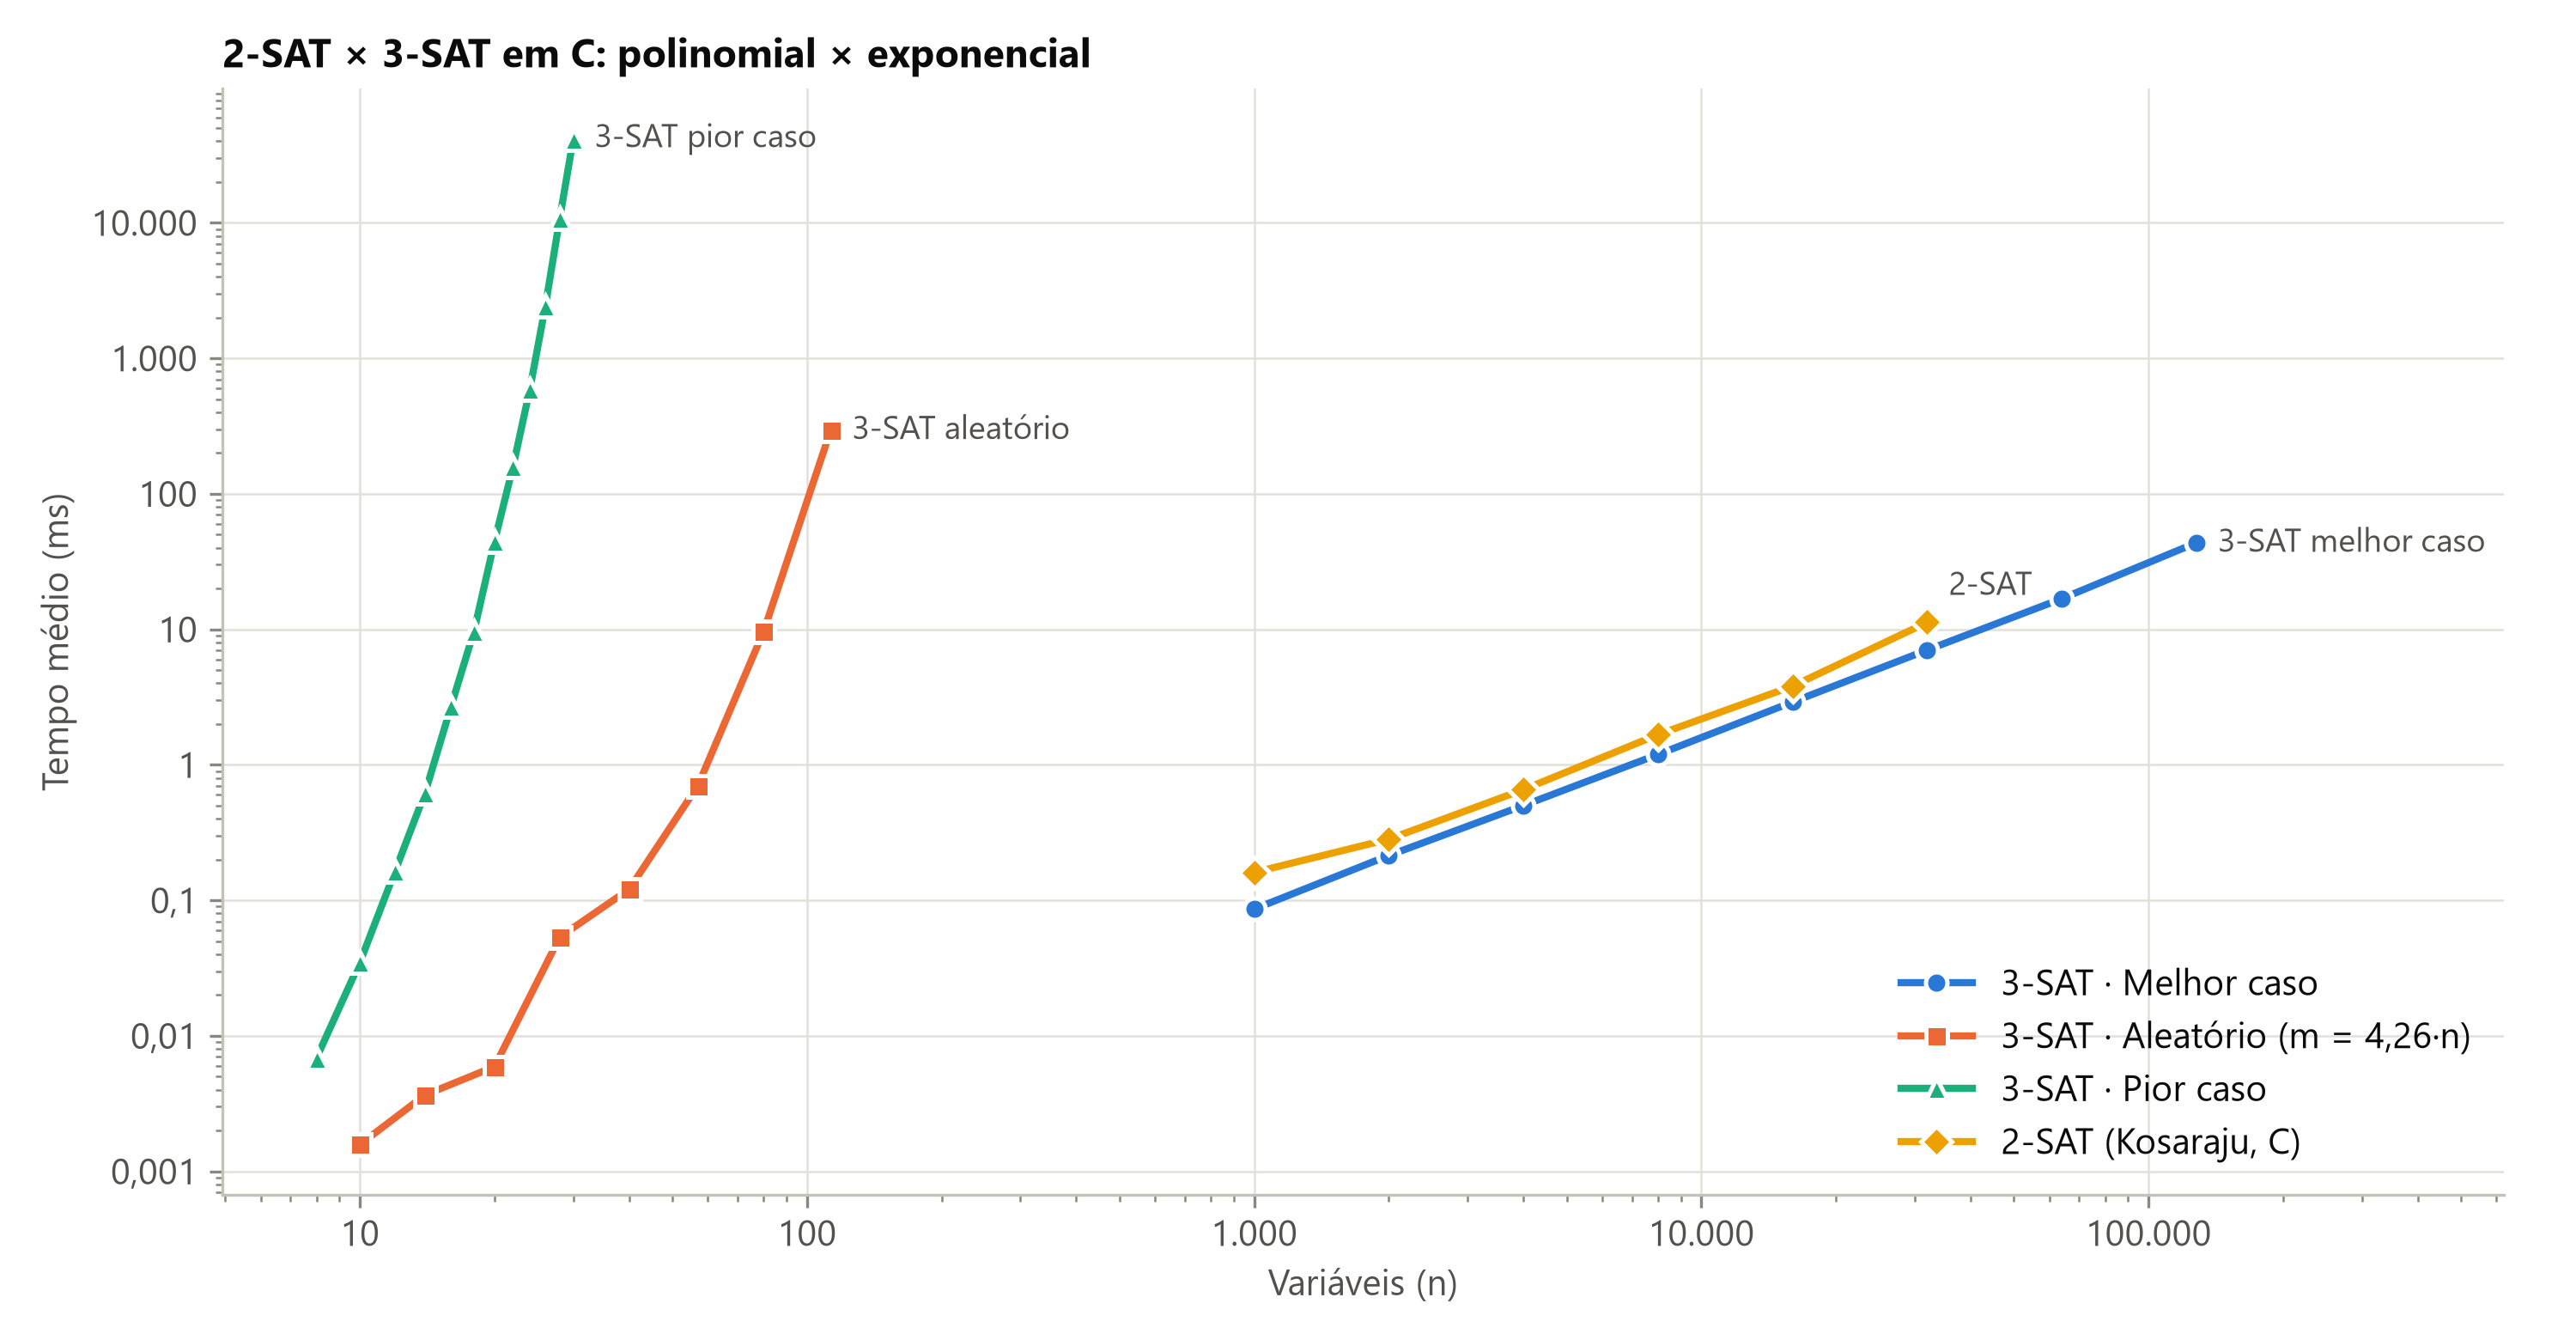 2-SAT × 3-SAT em C: polinomial × exponencial
3-SAT pior caso
3-SAT aleatório
3-SAT melhor caso
2-SAT
Tempo médio (ms)
10.000
1.000
100
10
1
0,1
0,01
0,001
3-SAT · Melhor caso
3-SAT · Aleatório (m = 4,26·n)
3-SAT · Pior caso
2-SAT (Kosaraju, C)
10 100 1.000 10.000 100.000
Variáveis (n)